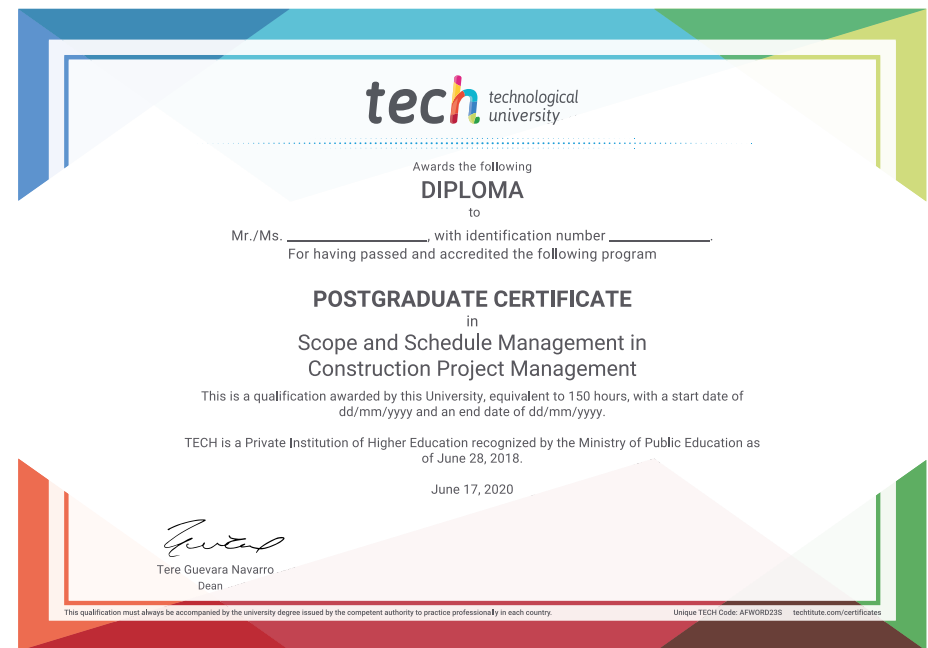 tech technological
university
Awards the following
DIPLOMA
to
Mr./Ms. ____________, with identification number ____________.
For having passed and accredited the following program
POSTGRADUATE CERTIFICATE
in
Scope and Schedule Management in
Construction Project Management
This is a qualification awarded by this University, equivalent to 150 hours, with a start date of
dd/mm/yyyy and an end date of dd/mm/yyyy.
TECH is a Private Institution of Higher Education recognized by the Ministry of Public Education as
of June 28, 2018.
June 17, 2020
Tere Guevara Navarro
Dean
This qualification must always be accompanied by the university degree issued by the competent authority to practice professionally in each country.
Unique TECH Code: AFWORD23S techtitute.com/certificates